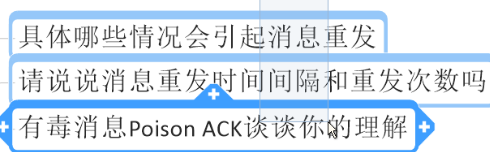 具体哪些情况会引起消息重发
请说说消息重发时间间隔和重发次数吗
有毒消息Poison ACK谈谈你的理解